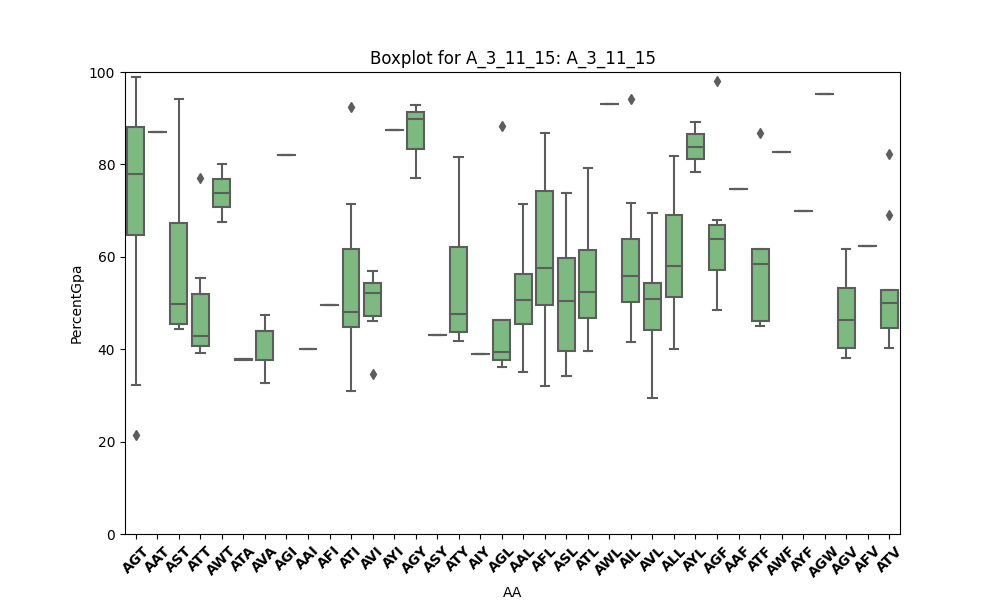 Boxplot for A_3_11_15: A_3_11_15
100
80
60
40
20
0
PercentGpa
AGT AAT AST ATT AWT ATA AVA AGI AAI AFI ATI AVI AYI AGY ASY ATY AIY AGL AAL AFL ASL ATL AWL AIL AVL ALL AYL AGF AAF ATF AWF AYF AGW AGV AFV ATV
AA